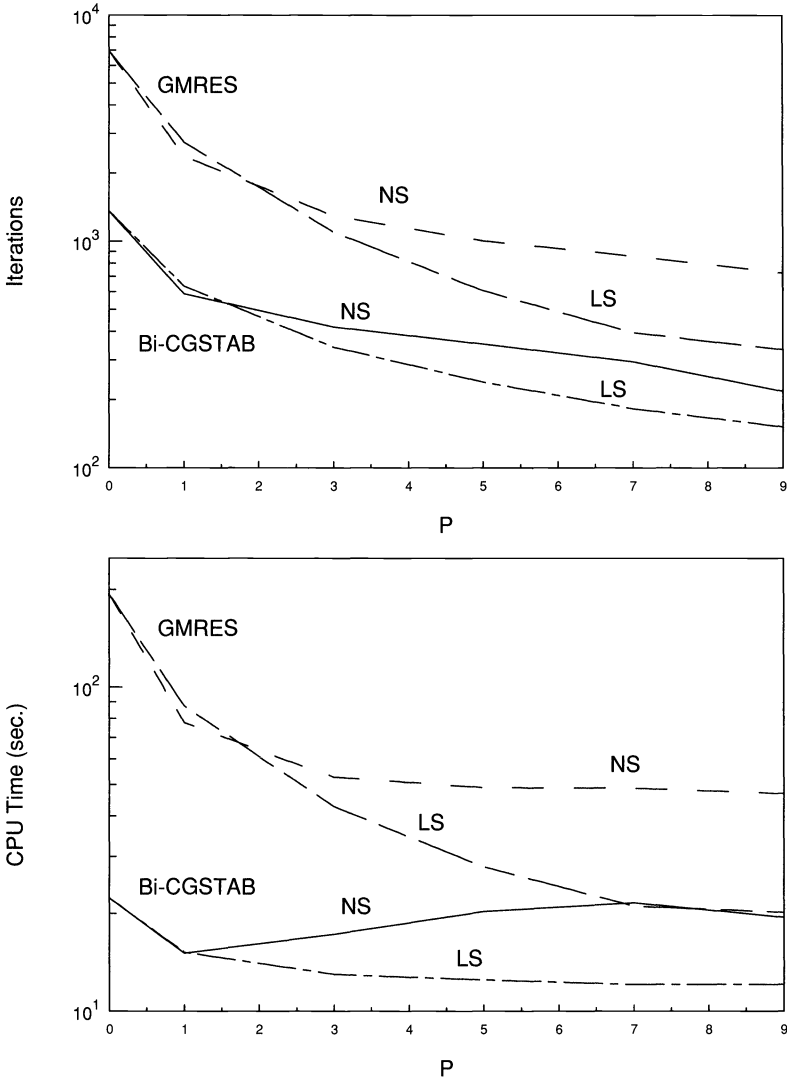 10^4
GMRES
NS
Iterations
10^3
LS
NS
Bi-CGSTAB
LS
10^2
0 1 2 3 4 5 6 7 8 9
P
GMRES
10^2
NS
CPU Time (sec.)
LS
Bi-CGSTAB
NS
LS
10^1
0 1 2 3 4 5 6 7 8 9
P